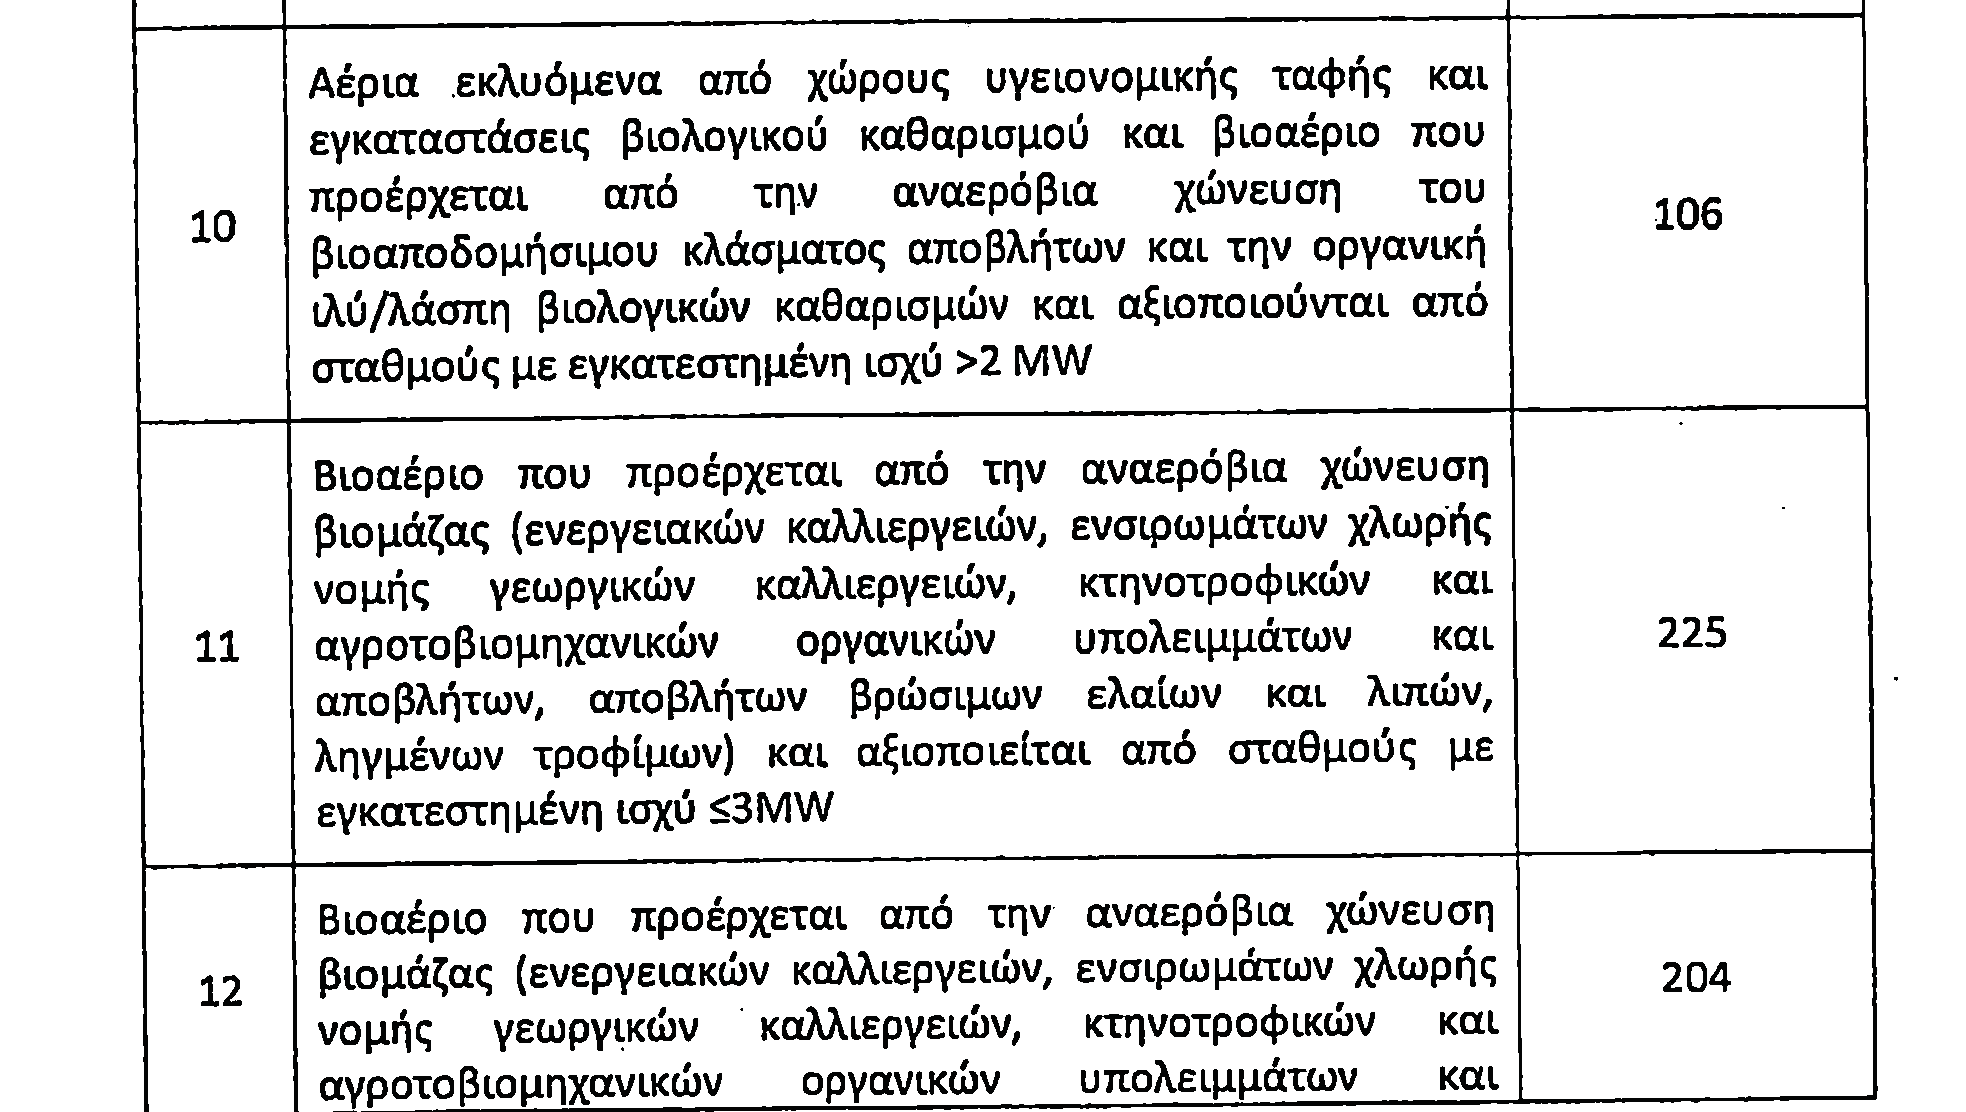 10
Αέρια εκλυόμενα από χώρους υγειονομικής ταφής και
εγκαταστάσεις βιολογικού καθαρισμού και βιοαέριο που
προέρχεται από την αναερόβια χώνευση του
βιοαποδομήσιμου κλάσματος αποβλήτων και την οργανική
ιλύ/λάσπη βιολογικών καθαρισμών και αξιοποιούνται από
σταθμούς με εγκατεστημένη ισχύ >2 MW
106
11
Βιοαέριο που προέρχεται από την αναερόβια χώνευση
βιομάζας (ενεργειακών καλλιεργειών, ενσιρωμάτων χλωρής
νομής γεωργικών καλλιεργειών, κτηνοτροφικών και
αγροτοβιομηχανικών οργανικών υπολειμμάτων και
αποβλήτων, αποβλήτων βρώσιμων ελαίων και λιπών,
ληγμένων τροφίμων) και αξιοποιείται από σταθμούς με
εγκατεστημένη ισχύ ≤3MW
225
12
Βιοαέριο που προέρχεται από την αναερόβια χώνευση
βιομάζας (ενεργειακών καλλιεργειών, ενσιρωμάτων χλωρής
νομής γεωργικών καλλιεργειών, κτηνοτροφικών και
αγροτοβιομηχανικών οργανικών υπολειμμάτων και
204